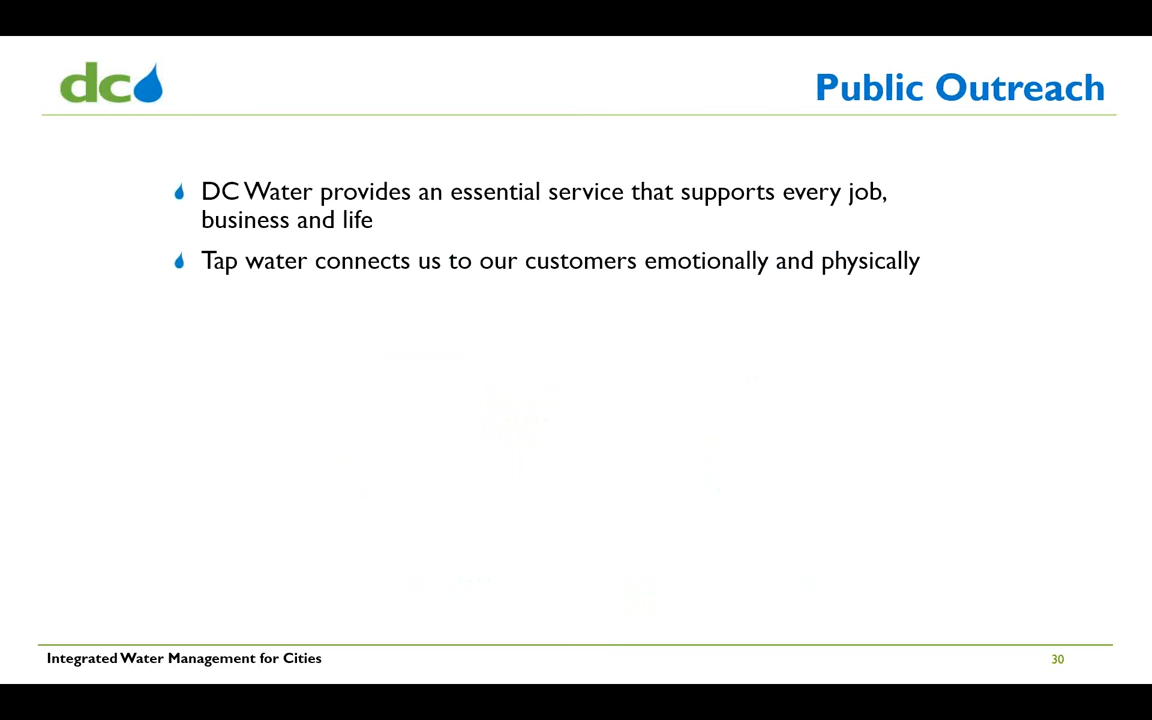 dc
Public Outreach
DC Water provides an essential service that supports every job,
business and life
Tap water connects us to our customers emotionally and physically
Integrated Water Management for Cities
30